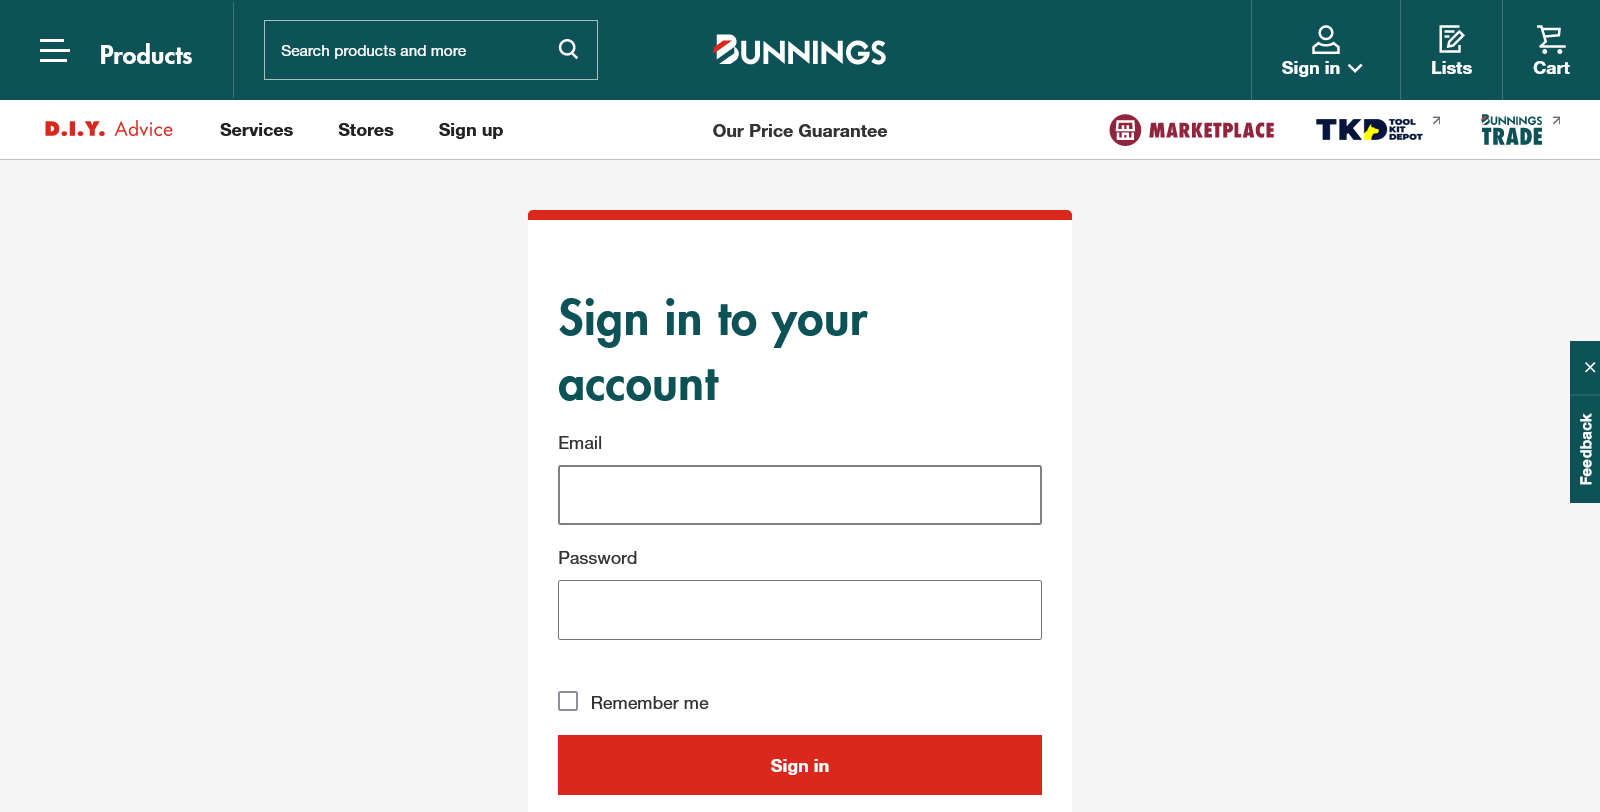 Products
Search products and more
BUNNINGS
Sign in
Lists
Cart
D.I.Y. Advice
Services
Stores
Sign up
Our Price Guarantee
MARKETPLACE
TKD TOOL
KIT
DEPOT
BUNNINGS
TRADE
Sign in to your
account
Email
Password
Remember me
Sign in
Feedback